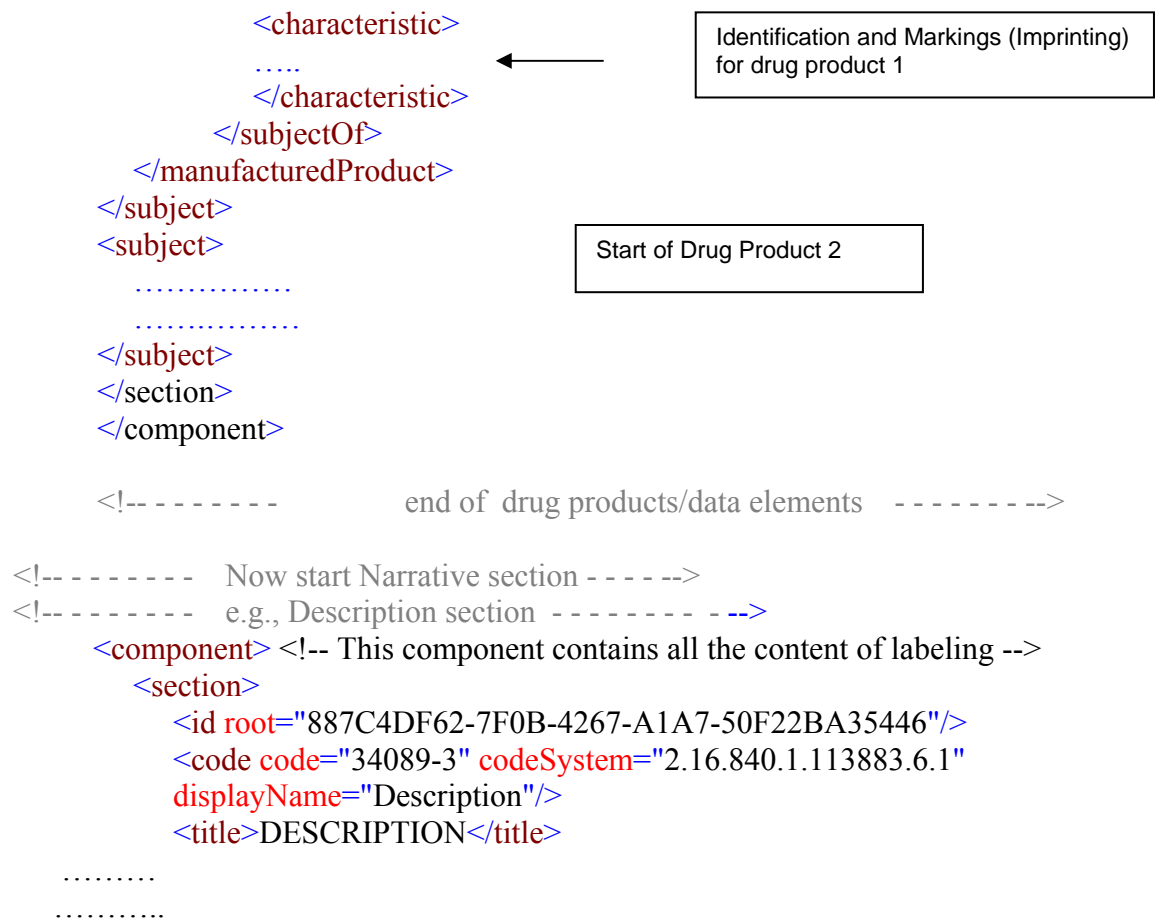 <characteristic>
…..
</characteristic>
Identification and Markings (Imprinting)
for drug product 1
</subjectOf>
</manufacturedProduct>
</subject>
<subject>
Start of Drug Product 2
……………
…….………
</subject>
</section>
</component>
<!-- - - - - - - - end of drug products/data elements - - - - - - - -->
<!-- - - - - - - - Now start Narrative section - - - - -->
<!-- - - - - - - - e.g., Description section - - - - - - - - - -->
<component> <!-- This component contains all the content of labeling -->
<section>
<id root="887C4DF62-7F0B-4267-A1A7-50F22BA35446"/>
<code code="34089-3" codeSystem="2.16.840.1.113883.6.1"
displayName="Description"/>
<title>DESCRIPTION</title>
………
………..